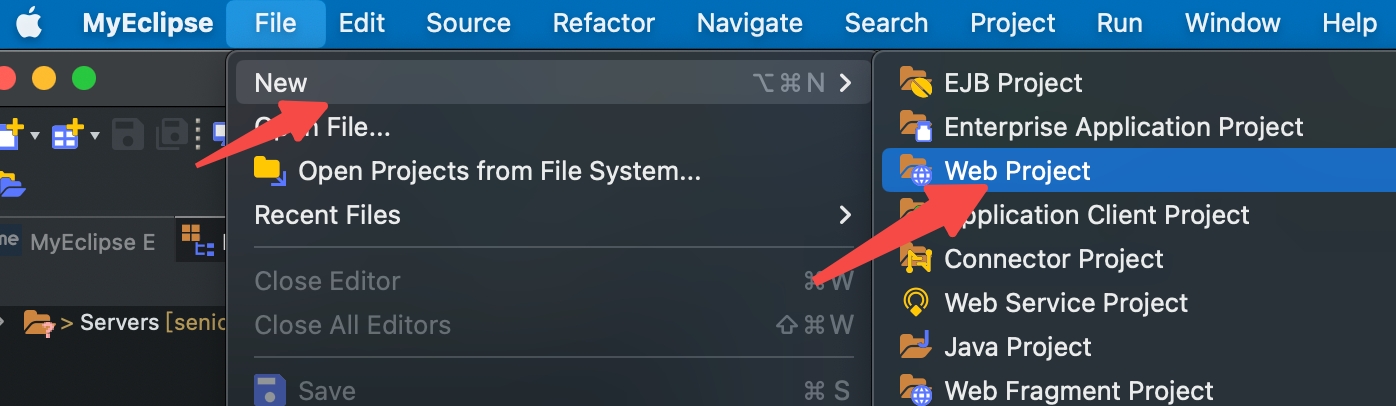 MyEclipse File Edit Source Refactor Navigate Search Project Run Window Help
New ⌥⌘N
Open File...
Open Projects from File System...
Recent Files
Close Editor ⌘W
Close All Editors ⇧⌘W
Save ⌘S
EJB Project
Enterprise Application Project
Web Project
Application Client Project
Connector Project
Web Service Project
Java Project
Web Fragment Project
me MyEclipse E
> Servers [senio